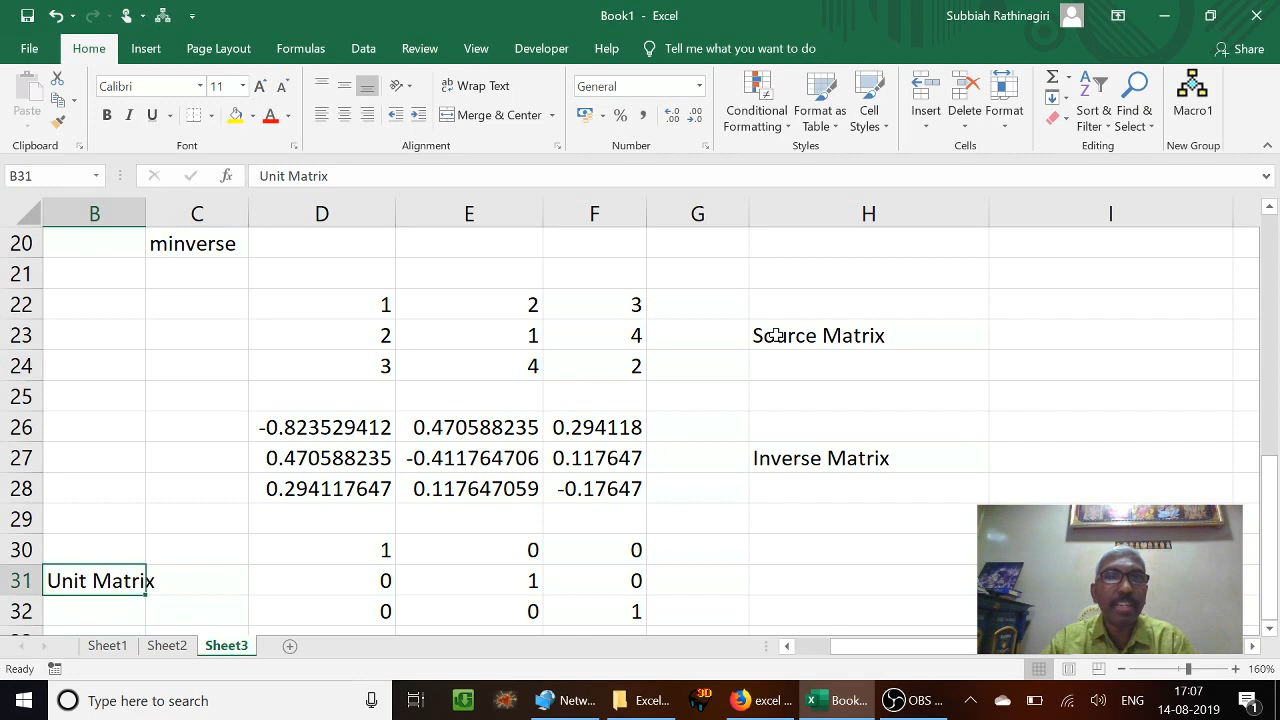 Book1 - Excel
Subbiah Rathinagiri
File Home Insert Page Layout Formulas Data Review View Developer Help Tell me what you want to do Share
Paste
Clipboard
Calibri 11
B I U
Font
Wrap Text
Merge & Center
Alignment
General
Number
Conditional Formatting
Format as Table
Cell Styles
Styles
Insert Delete Format
Cells
Sort & Filter
Find & Select
Editing
Macro1
New Group
B31 fx Unit Matrix
B C D E F G H I
20 minverse
21
22 1 2 3
23 2 1 4 Source Matrix
24 3 4 2
25
26 -0.823529412 0.470588235 0.294118
27 0.470588235 -0.411764706 0.117647 Inverse Matrix
28 0.294117647 0.117647059 -0.17647
29
30 1 0 0
31 Unit Matrix 0 1 0
32 0 0 1
Sheet1 Sheet2 Sheet3
Ready 160%
Type here to search Netw... Excel... excel ... Book... OBS ... ENG 17:07
14-08-2019